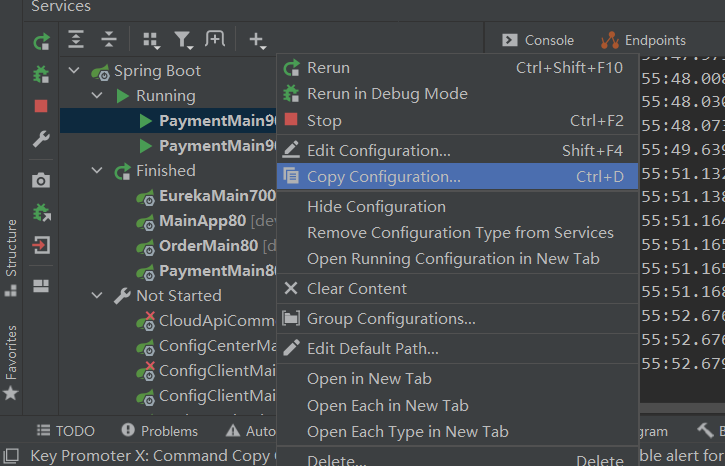 Services
Console
Endpoints
Spring Boot
Running
PaymentMain90
PaymentMain90
Finished
EurekaMain700
MainApp80 [dev
OrderMain80 [d
PaymentMain80
Not Started
CloudApiComm
ConfigCenterMa
ConfigClientMai
ConfigClientMai
Rerun Ctrl+Shift+F10
Rerun in Debug Mode
Stop Ctrl+F2
Edit Configuration... Shift+F4
Copy Configuration... Ctrl+D
Hide Configuration
Remove Configuration Type from Services
Open Running Configuration in New Tab
Clear Content
Group Configurations...
Edit Default Path...
Open in New Tab
Open Each in New Tab
Open Each Type in New Tab
Delete... Delete
55:48.008
55:48.030
55:48.073
55:49.639
55:51.132
55:51.138
55:51.164
55:51.165
55:51.165
55:51.168
55:52.676
55:52.676
55:52.679
Structure
Favorites
TODO
Problems
Auto
gram
B
Key Promoter X: Command Copy C
ble alert for